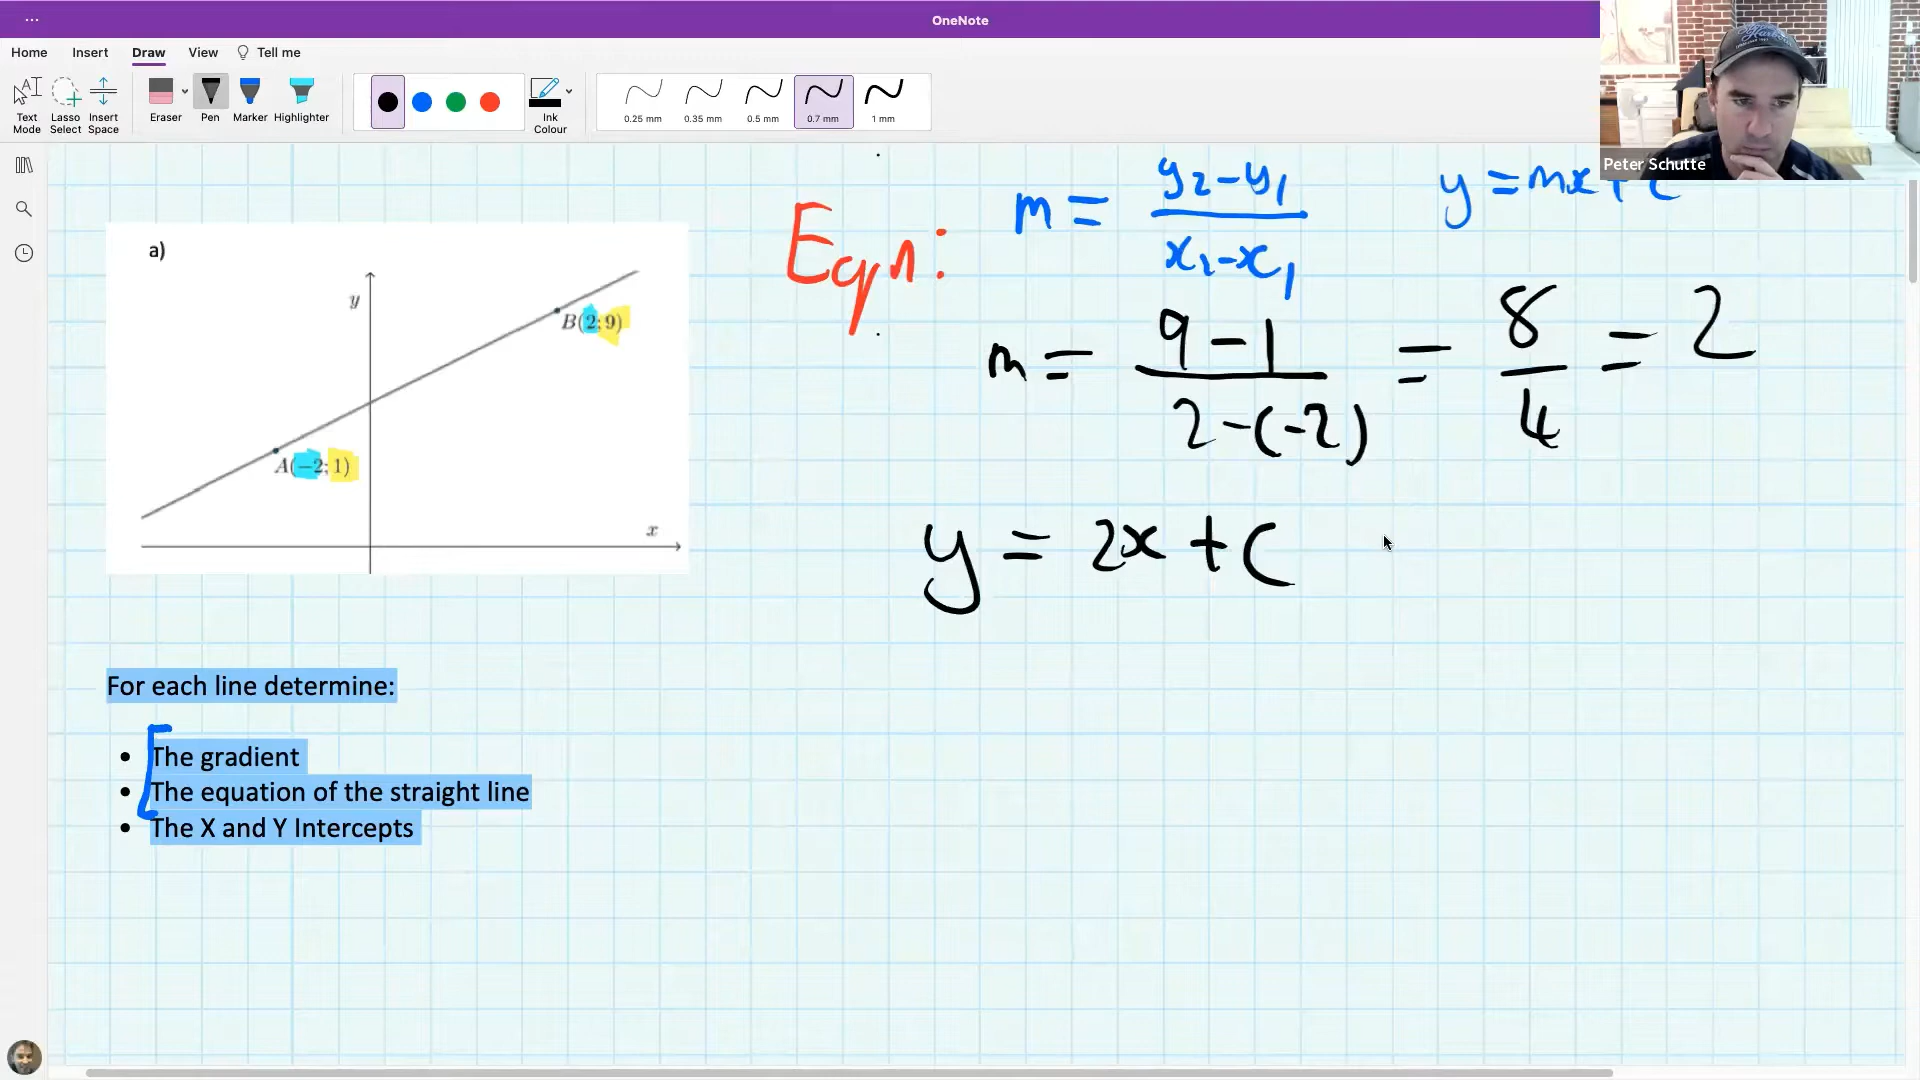 OneNote
Home Insert Draw View Tell me
Text Mode
Lasso Select
Insert Space
Eraser
Pen
Marker
Highlighter
Ink Colour
0.25 mm
0.35 mm
0.5 mm
0.7 mm
1 mm
Peter Schutte
a)
y
B(2; 9)
A(−2; 1)
x
Eqn:
m = y2-y1 / x2-x1
y = mx + c
m = 9-1 / 2-(-2) = 8/4 = 2
y = 2x + c
For each line determine:
• The gradient
• The equation of the straight line
• The X and Y Intercepts